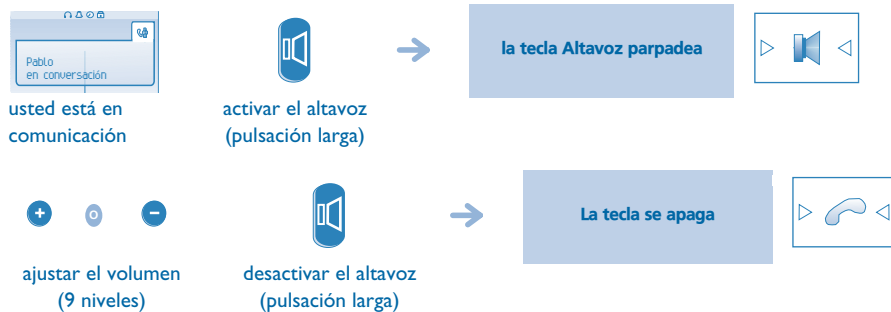 Pablo
en conversación
usted está en
comunicación
activar el altavoz
(pulsación larga)
la tecla Altavoz parpadea
o
ajustar el volumen
(9 niveles)
desactivar el altavoz
(pulsación larga)
La tecla se apaga